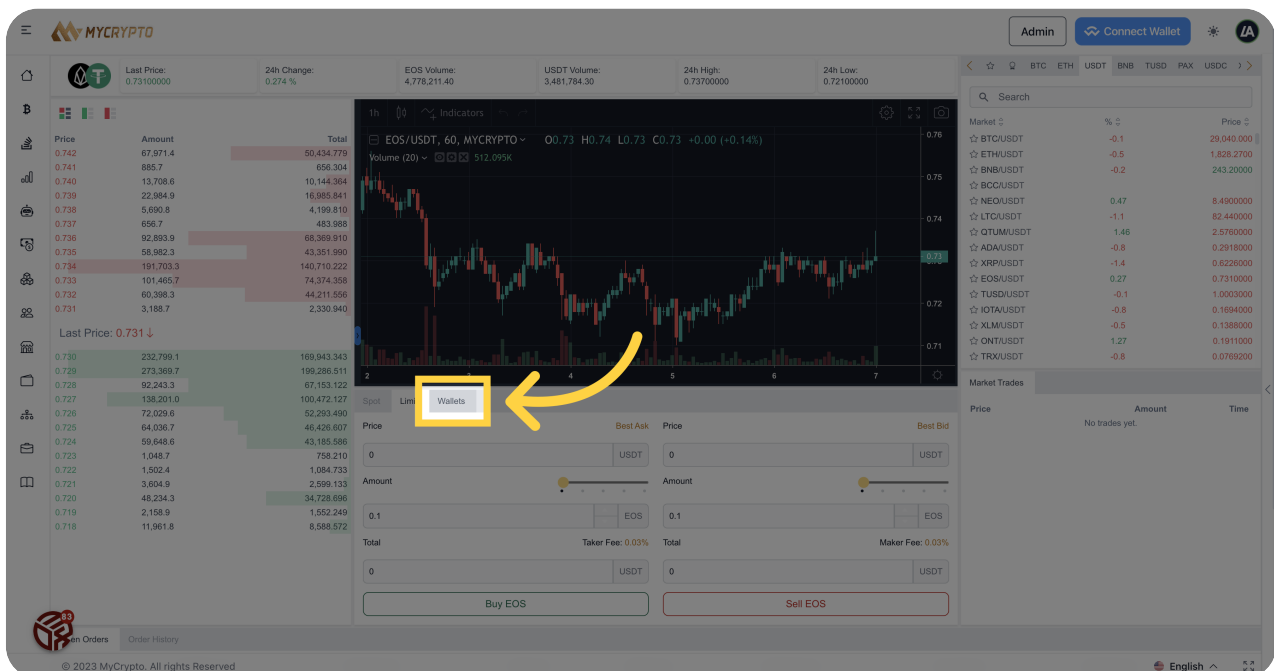 MYCRYPTO
Admin
Connect Wallet
Last Price:
0.73100000
24h Change:
0.274 %
EOS Volume:
4,778,211.40
USDT Volume:
3,481,784.30
24h High:
0.73700000
24h Low:
0.72100000
Price Amount Total
0.742 67,971.4 50,434.779
0.741 885.7 656.304
0.740 13,708.6 10,144.364
0.739 22,984.9 16,985.841
0.738 5,690.8 4,199.810
0.737 656.7 483.988
0.736 92,893.9 68,369.910
0.735 58,982.3 43,351.990
0.734 191,703.3 140,710.222
0.733 101,465.7 74,374.358
0.732 60,398.3 44,211.556
0.731 3,188.7 2,330.940
Last Price: 0.731↓
0.730 232,799.1 169,943.343
0.729 273,369.7 199,286.511
0.728 92,243.3 67,153.122
0.727 138,201.0 100,472.127
0.726 72,029.6 52,293.490
0.725 64,036.7 46,426.607
0.724 59,648.6 43,185.586
0.723 1,048.7 758.210
0.722 1,502.4 1,084.733
0.721 3,604.9 2,599.133
0.720 48,234.3 34,728.696
0.719 2,158.9 1,552.249
0.718 11,961.8 8,588.572
1h Indicators
EOS/USDT, 60, MYCRYPTO O0.73 H0.74 L0.73 C0.73 +0.00 (+0.14%)
Volume (20) 512.095K
0.76
0.75
0.74
0.73
0.72
0.71
2 3 4 5 6 7
Spot Limi Wallets
Price Best Ask
0 USDT
Amount
0.1 EOS
Total Taker Fee: 0.03%
0 USDT
Buy EOS
Price Best Bid
0 USDT
Amount
0.1 EOS
Total Maker Fee: 0.03%
0 USDT
Sell EOS
BTC ETH USDT BNB TUSD PAX USDC
Search
Market % Price
BTC/USDT -0.1 29,040.000
ETH/USDT -0.5 1,828.2700
BNB/USDT -0.2 243.20000
BCC/USDT
NEO/USDT 0.47 8.4900000
LTC/USDT -1.1 82.440000
QTUM/USDT 1.46 2.5760000
ADA/USDT -0.8 0.2918000
XRP/USDT -1.4 0.6226000
EOS/USDT 0.27 0.7310000
TUSD/USDT -0.1 1.0003000
IOTA/USDT -0.8 0.1694000
XLM/USDT -0.5 0.1388000
ONT/USDT 1.27 0.1911000
TRX/USDT -0.8 0.0769200
Market Trades
Price Amount Time
No trades yet.
83
en Orders Order History
© 2023 MyCrypto. All rights Reserved
English